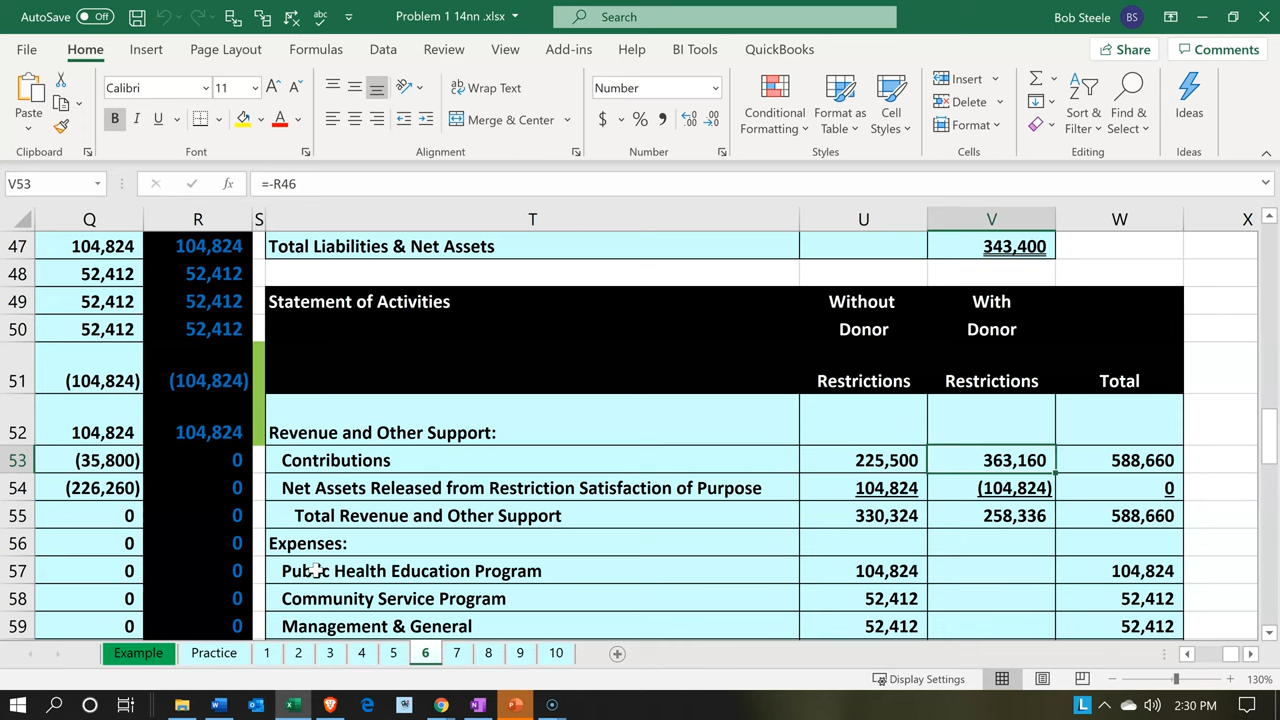 AutoSave Off Problem 1 14nn .xlsx Search Bob Steele BS
File Home Insert Page Layout Formulas Data Review View Add-ins Help BI Tools QuickBooks Share Comments
Paste Calibri 11 Wrap Text Number Conditional Formatting Format as Table Cell Styles Insert Ideas
B I U Merge & Center $ % Delete Sort & Filter Find & Select
Format
Clipboard Font Alignment Number Styles Cells Editing Ideas
V53 fx =-R46
Q R S T U V W X
47 104,824 104,824 Total Liabilities & Net Assets 343,400
48 52,412 52,412
49 52,412 52,412 Statement of Activities Without With
50 52,412 52,412 Donor Donor
51 (104,824) (104,824) Restrictions Restrictions Total
52 104,824 104,824 Revenue and Other Support:
53 (35,800) 0 Contributions 225,500 363,160 588,660
54 (226,260) 0 Net Assets Released from Restriction Satisfaction of Purpose 104,824 (104,824) 0
55 0 0 Total Revenue and Other Support 330,324 258,336 588,660
56 0 0 Expenses:
57 0 0 Public Health Education Program 104,824 104,824
58 0 0 Community Service Program 52,412 52,412
59 0 0 Management & General 52,412 52,412
Example Practice 1 2 3 4 5 6 7 8 9 10
Display Settings 130%
2:30 PM